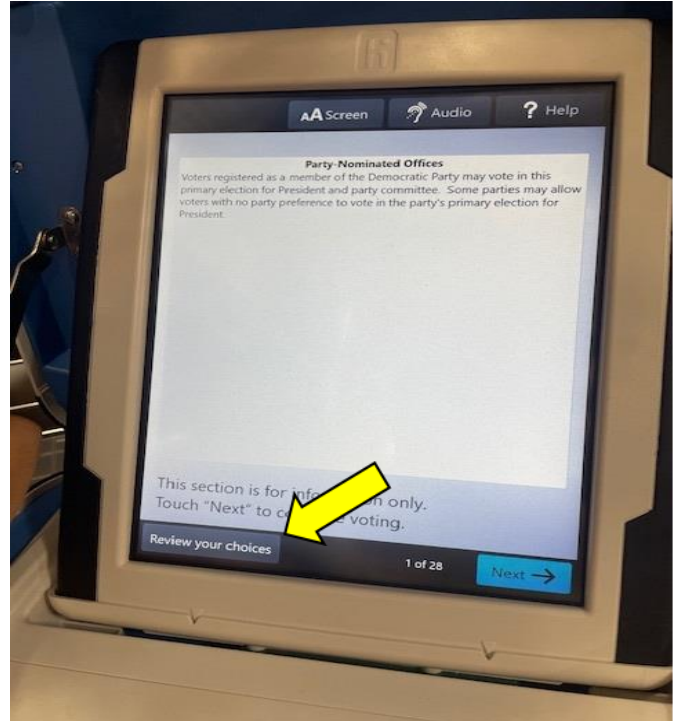 AA Screen
Audio
? Help
Party-Nominated Offices
Voters registered as a member of the Democratic Party may vote in this
primary election for President and party committee. Some parties may allow
voters with no party preference to vote in the party's primary election for
President.
This section is for only.
Touch "Next" to voting.
Review your choices
1 of 28
Next →